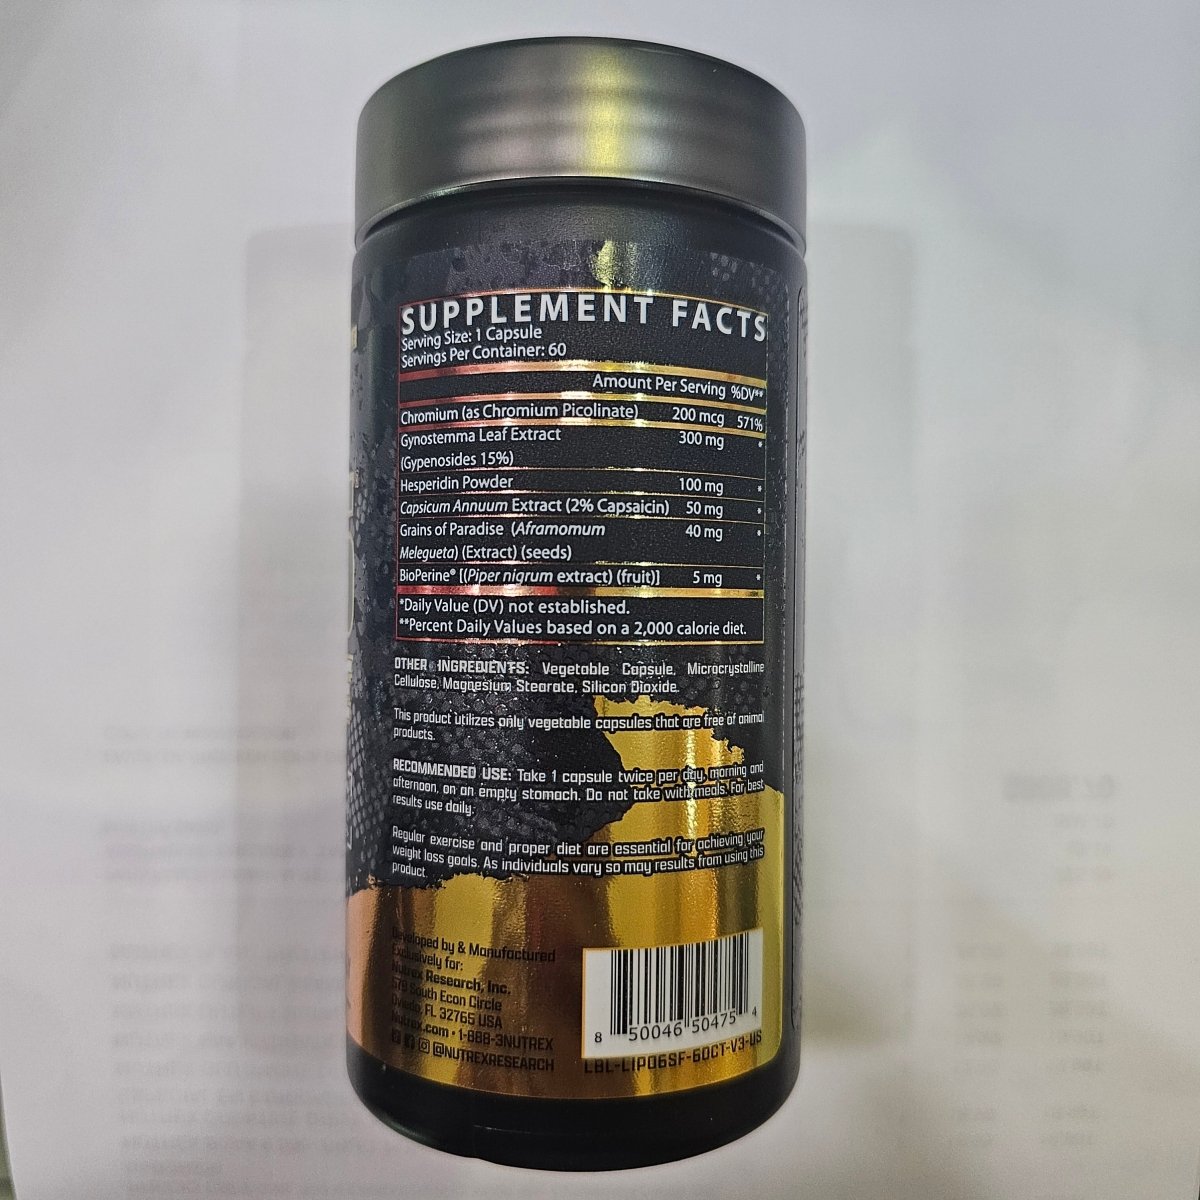 SUPPLEMENT FACTS
Serving Size: 1 Capsule
Servings Per Container: 60
Amount Per Serving %DV**
Chromium (as Chromium Picolinate) 200 mcg 571%
Gynostemma Leaf Extract 300 mg *
(Gypenosides 15%)
Hesperidin Powder 100 mg *
Capsicum Annuum Extract (2% Capsaicin) 50 mg *
Grains of Paradise (Aframomum 40 mg *
Melegueta) (Extract) (seeds)
BioPerine® [(Piper nigrum extract) (fruit)] 5 mg *
*Daily Value (DV) not established.
**Percent Daily Values based on a 2,000 calorie diet.
OTHER INGREDIENTS: Vegetable Capsule, Microcrystalline
Cellulose, Magnesium Stearate, Silicon Dioxide.
This product utilizes only vegetable capsules that are free of animal
products.
RECOMMENDED USE: Take 1 capsule twice per day, morning and
afternoon, on an empty stomach. Do not take with meals. For best
results use daily.
Regular exercise and proper diet are essential for achieving your
weight loss goals. As individuals vary so may results from using this
product.
Developed by & Manufactured
Exclusively for:
Nutrex Research, Inc.
579 South Econ Circle
Oviedo, FL 32765 USA
Nutrex.com • 1-888-3NUTREX
@NUTREXRESEARCH
8 50046 50475 4
LBL-LIPO6SF-60CT-V3-US